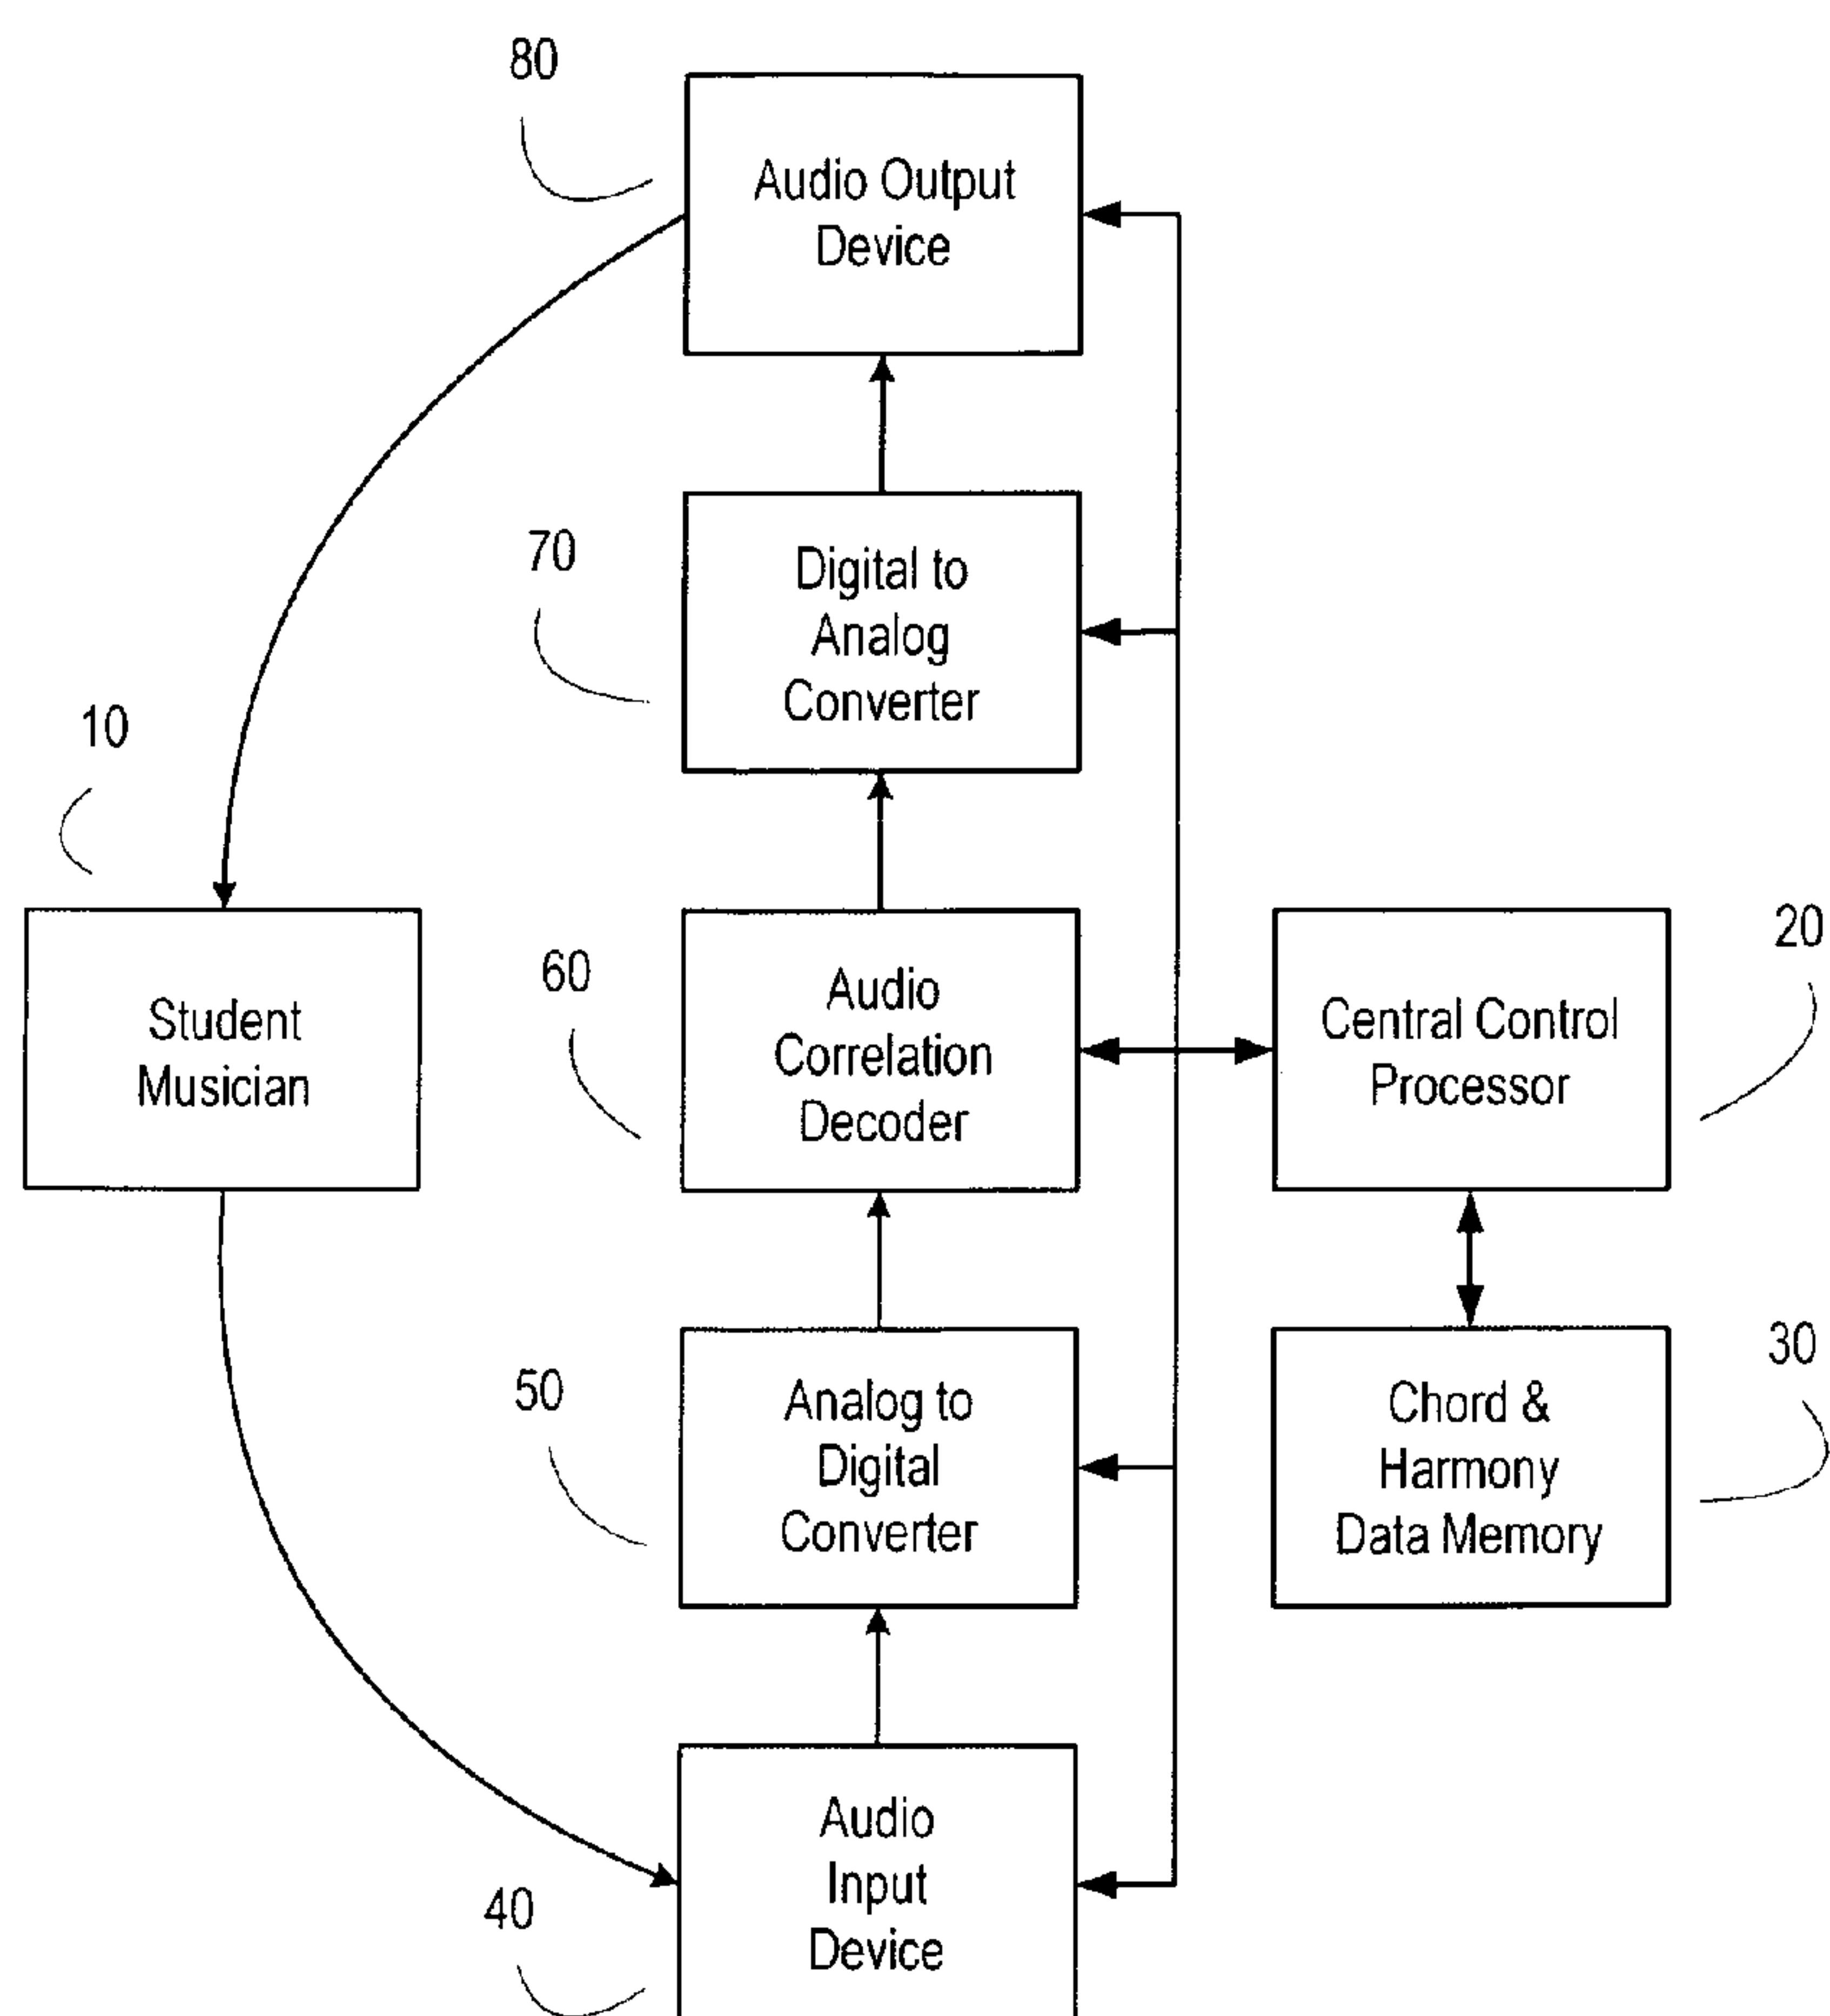 80
Audio Output
Device
70
Digital to
Analog
Converter
10
Student
Musician
60
Audio
Correlation
Decoder
20
Central Control
Processor
50
Analog to
Digital
Converter
30
Chord &
Harmony
Data Memory
40
Audio
Input
Device